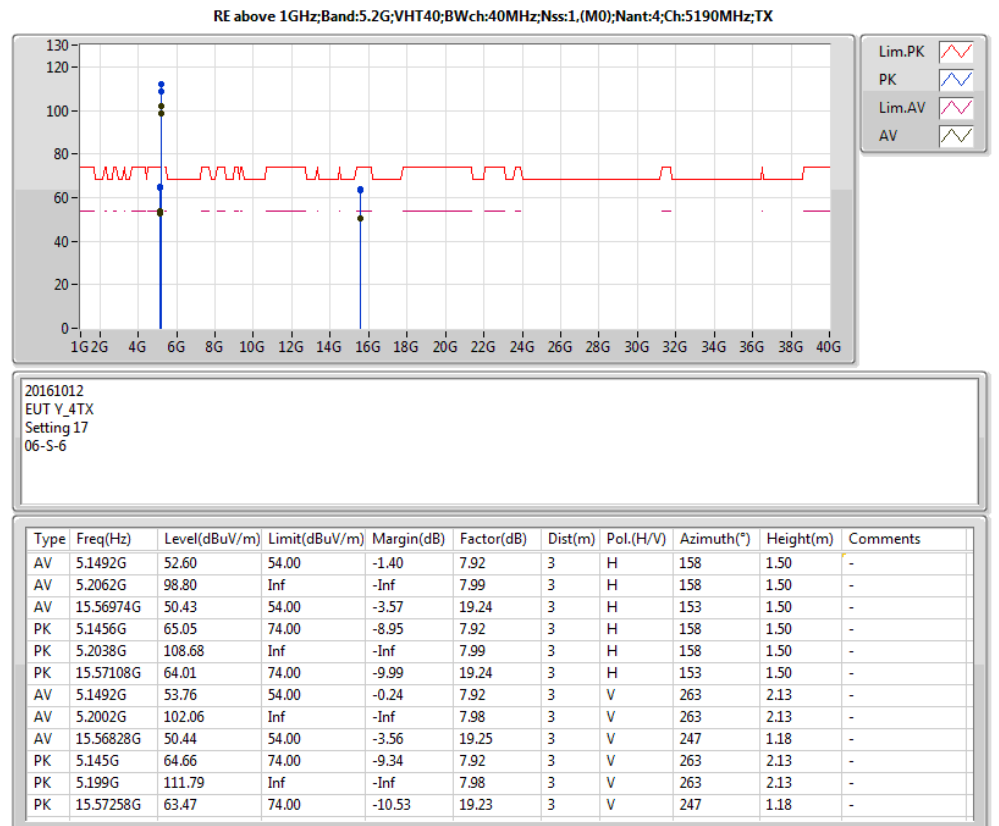 RE above 1GHz;Band:5.2G;VHT40;BWch:40MHz;Nss:1,(M0);Nant:4;Ch:5190MHz;TX
130
120
100
80
60
40
20
0
1G 2G 4G 6G 8G 10G 12G 14G 16G 18G 20G 22G 24G 26G 28G 30G 32G 34G 36G 38G 40G
Lim.PK
PK
Lim.AV
AV
20161012
EUT Y_4TX
Setting 17
06-S-6
Type Freq(Hz) Level(dBuV/m) Limit(dBuV/m) Margin(dB) Factor(dB) Dist(m) Pol.(H/V) Azimuth(°) Height(m) Comments
AV 5.1492G 52.60 54.00 -1.40 7.92 3 H 158 1.50 -
AV 5.2062G 98.80 Inf -Inf 7.99 3 H 158 1.50 -
AV 15.56974G 50.43 54.00 -3.57 19.24 3 H 153 1.50 -
PK 5.1456G 65.05 74.00 -8.95 7.92 3 H 158 1.50 -
PK 5.2038G 108.68 Inf -Inf 7.99 3 H 158 1.50 -
PK 15.57108G 64.01 74.00 -9.99 19.24 3 H 153 1.50 -
AV 5.1492G 53.76 54.00 -0.24 7.92 3 V 263 2.13 -
AV 5.2002G 102.06 Inf -Inf 7.98 3 V 263 2.13 -
AV 15.56828G 50.44 54.00 -3.56 19.25 3 V 247 1.18 -
PK 5.145G 64.66 74.00 -9.34 7.92 3 V 263 2.13 -
PK 5.199G 111.79 Inf -Inf 7.98 3 V 263 2.13 -
PK 15.57258G 63.47 74.00 -10.53 19.23 3 V 247 1.18 -